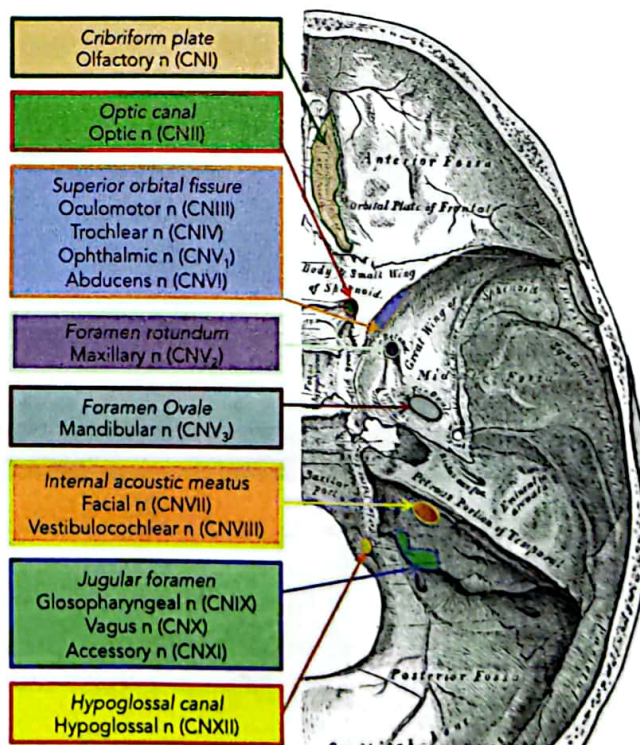 Cribriform plate
Olfactory n (CNI)
Optic canal
Optic n (CNII)
Superior orbital fissure
Oculomotor n (CNIII)
Trochlear n (CNIV)
Ophthalmic n (CNV₁)
Abducens n (CNVI)
Foramen rotundum
Maxillary n (CNV₂)
Foramen Ovale
Mandibular n (CNV₃)
Internal acoustic meatus
Facial n (CNVII)
Vestibulocochlear n (CNVIII)
Jugular foramen
Glosopharyngeal n (CNIX)
Vagus n (CNX)
Accessory n (CNXI)
Hypoglossal canal
Hypoglossal n (CNXII)
Anterior Fossa
Orbital Plate of Frontal
Body & Small Wing
of Sphenoid.
Great Wing of
Sphenoid
Mid
Fossa
Petrous Portion of Temporal
Posterior Fossa